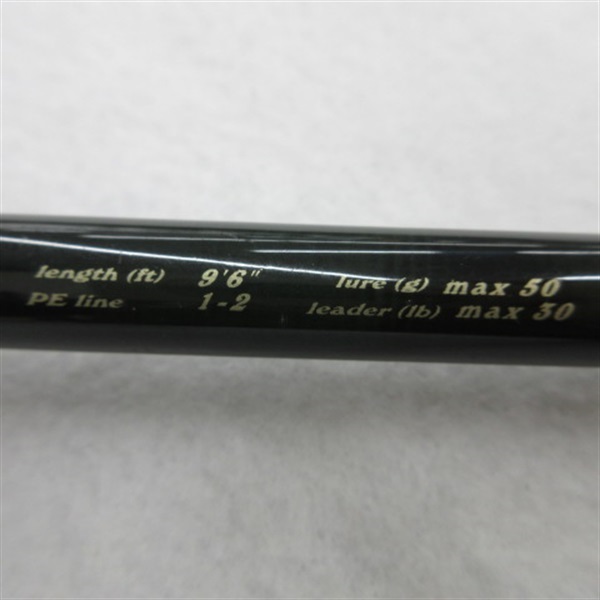 length (ft) 9'6" lure (g) max 50
PE line 1-2 leader (lb) max 30